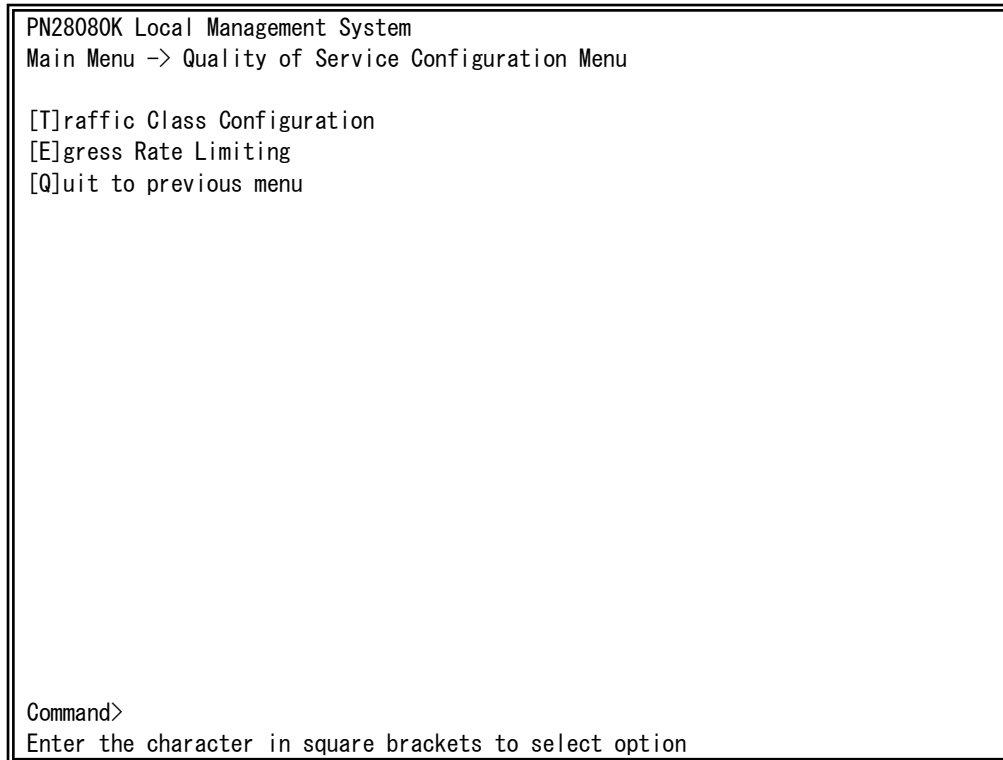 PN28080K Local Management System
Main Menu -> Quality of Service Configuration Menu
[T]raffic Class Configuration
[E]gress Rate Limiting
[Q]uit to previous menu
Command>
Enter the character in square brackets to select option